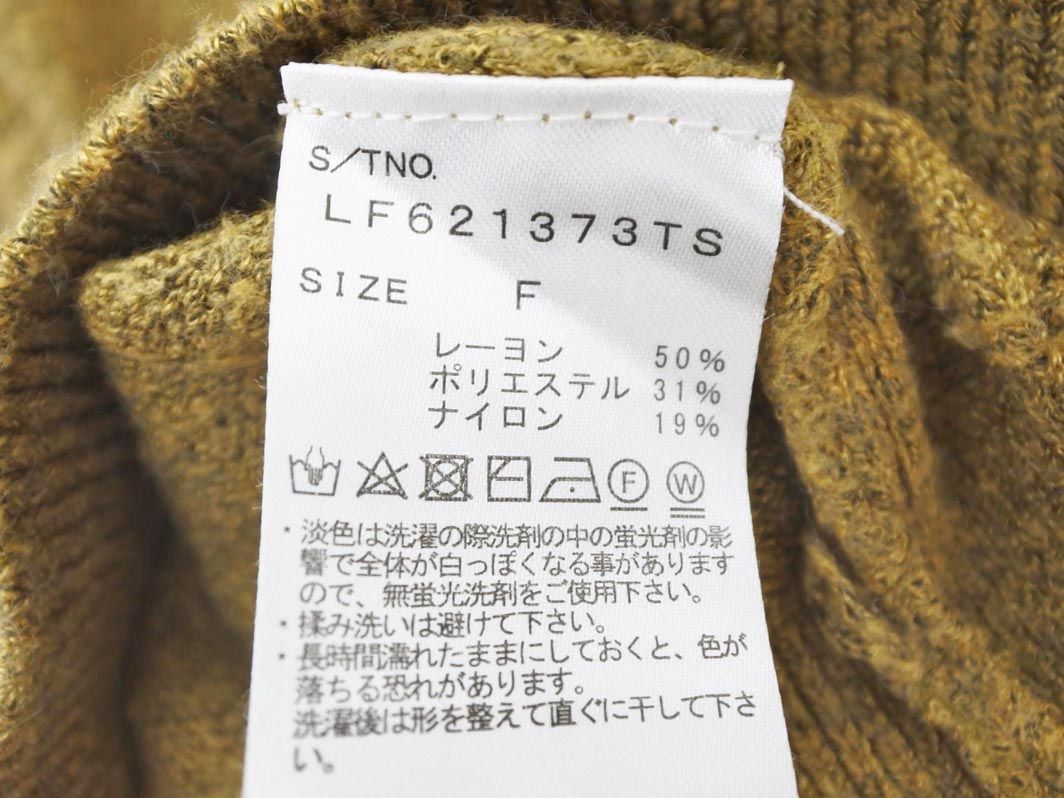 S/TNO.
LF621373TS
SIZE F
レーヨン 50%
ポリエステル 31%
ナイロン 19%
F W
・淡色は洗濯の際洗剤の中の蛍光剤の影
響で全体が白っぽくなる事があります
ので、無蛍光洗剤をご使用下さい。
・揉み洗いは避けて下さい。
・長時間濡れたままにしておくと、色が
落ちる恐れがあります。
洗濯後は形を整えて直ぐに干して下さ
い。